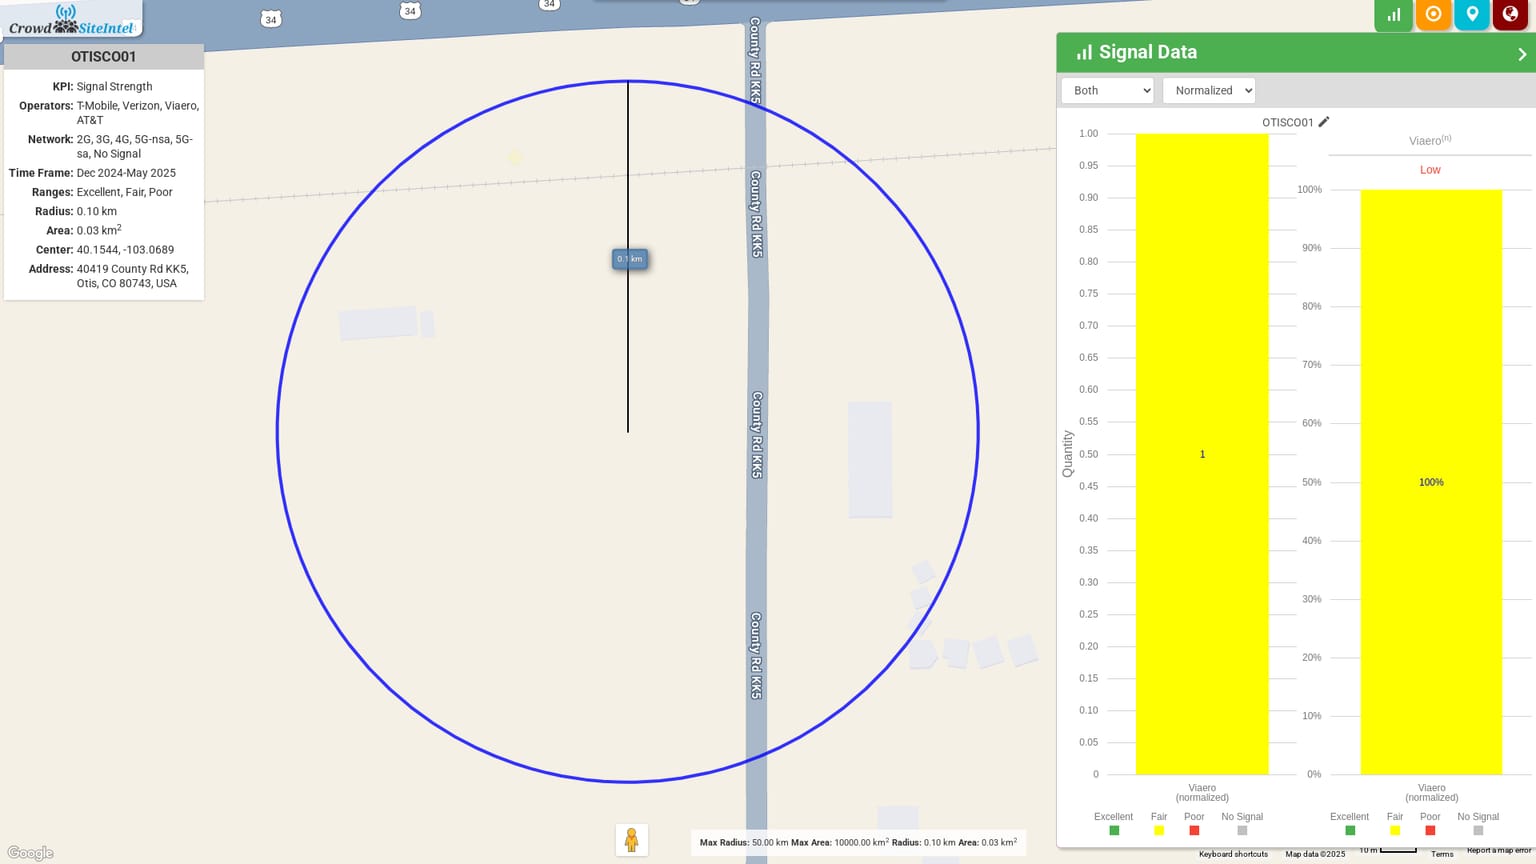 34
34
34
Crowd SiteIntel
OTISCO01
KPI: Signal Strength
Operators: T-Mobile, Verizon, Viaero,
AT&T
Network: 2G, 3G, 4G, 5G-nsa, 5G-
sa, No Signal
Time Frame: Dec 2024-May 2025
Ranges: Excellent, Fair, Poor
Radius: 0.10 km
Area: 0.03 km²
Center: 40.1544, -103.0689
Address: 40419 County Rd KK5,
Otis, CO 80743, USA
County Rd KK5
County Rd KK5
County Rd KK5
County Rd KK5
0.1 km
Google
Max Radius: 50.00 km Max Area: 10000.00 km² Radius: 0.10 km Area: 0.03 km²
Signal Data
Both
Normalized
OTISCO01
1.00
0.95
0.90
0.85
0.80
0.75
0.70
0.65
0.60
0.55
0.50
0.45
0.40
0.35
0.30
0.25
0.20
0.15
0.10
0.05
0
Quantity
1
Viaero
(normalized)
Excellent
Fair
Poor
No Signal
Viaero(n)
Low
100%
90%
80%
70%
60%
50%
40%
30%
20%
10%
0%
100%
Viaero
(normalized)
Excellent
Fair
Poor
No Signal
Keyboard shortcuts
Map data ©2025
10 m
Terms
Report a map error